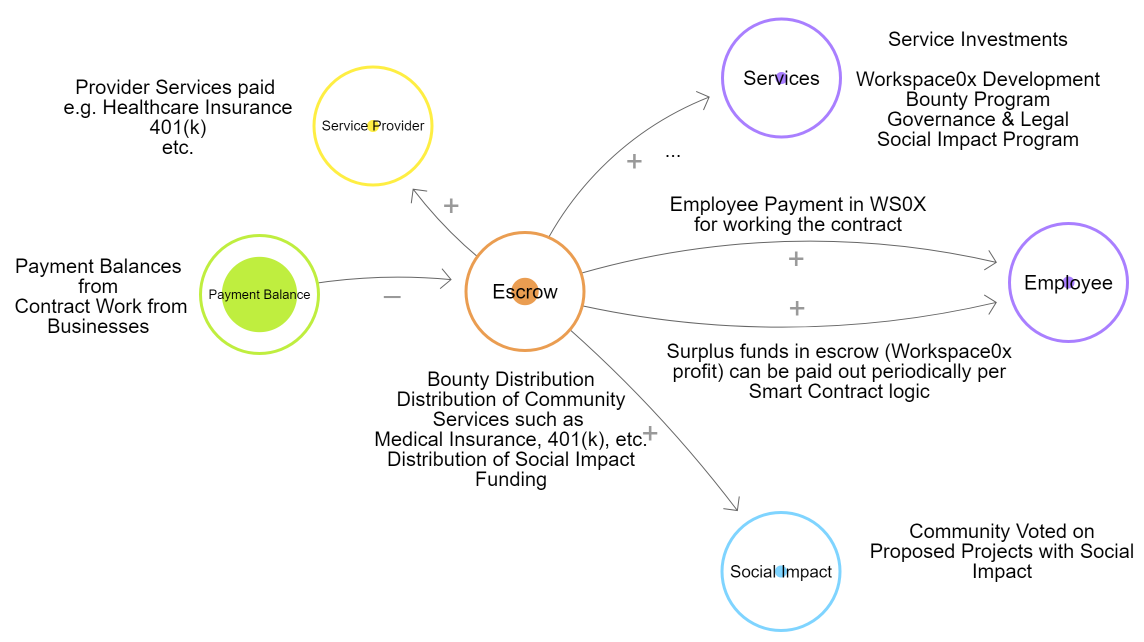 Provider Services paid
e.g. Healthcare Insurance
401(k)
etc.
Service Provider
Services
Service Investments
Workspace0x Development
Bounty Program
Governance & Legal
Social Impact Program
+
...
+
Employee Payment in WS0X
for working the contract
+
Payment Balances
from
Contract Work from
Businesses
Payment Balance
–
Escrow
Employee
+
Surplus funds in escrow (Workspace0x
profit) can be paid out periodically per
Smart Contract logic
Bounty Distribution
Distribution of Community
Services such as
Medical Insurance, 401(k), etc.
Distribution of Social Impact
Funding
+
Social Impact
Community Voted on
Proposed Projects with Social
Impact